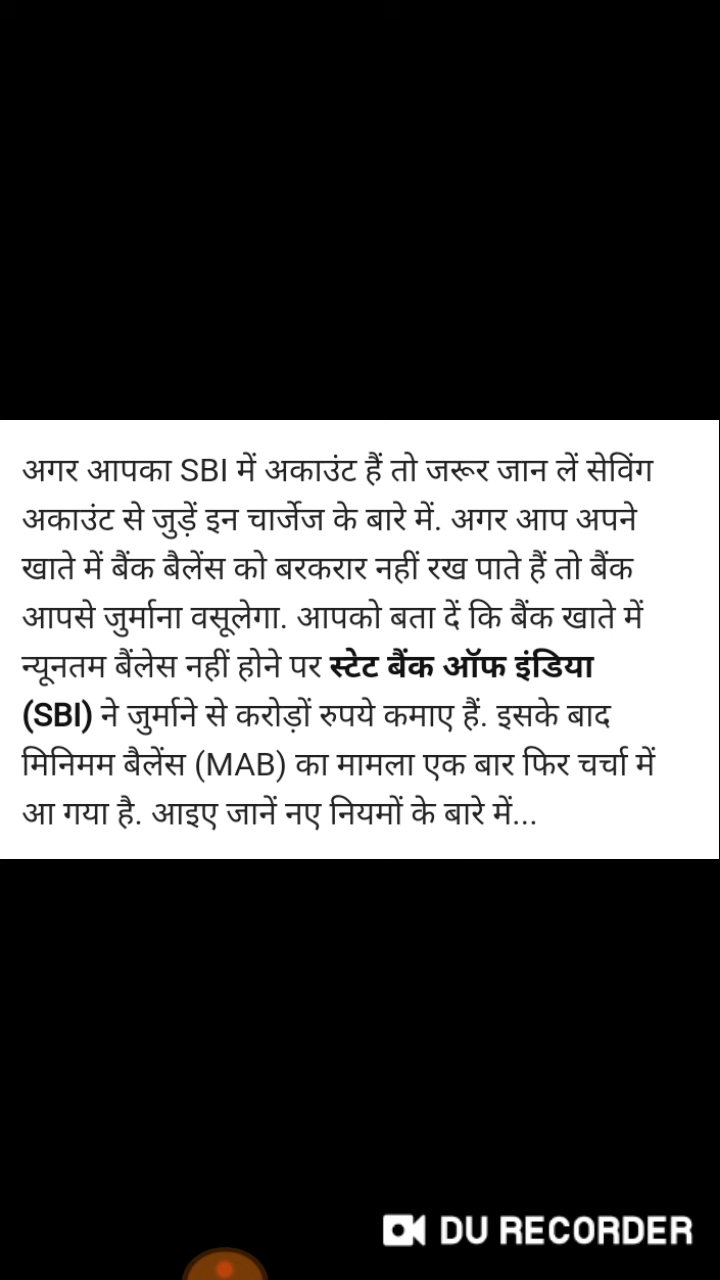 अगर आपका SBI में अकाउंट हैं तो जरूर जान लें सेविंग
अकाउंट से जुड़ें इन चार्जेज के बारे में. अगर आप अपने
खाते में बैंक बैलेंस को बरकरार नहीं रख पाते हैं तो बैंक
आपसे जुर्माना वसूलेगा. आपको बता दें कि बैंक खाते में
न्यूनतम बैंलेस नहीं होने पर स्टेट बैंक ऑफ इंडिया
(SBI) ने जुर्माने से करोड़ों रुपये कमाए हैं. इसके बाद
मिनिमम बैलेंस (MAB) का मामला एक बार फिर चर्चा में
आ गया है. आइए जानें नए नियमों के बारे में...
DU RECORDER